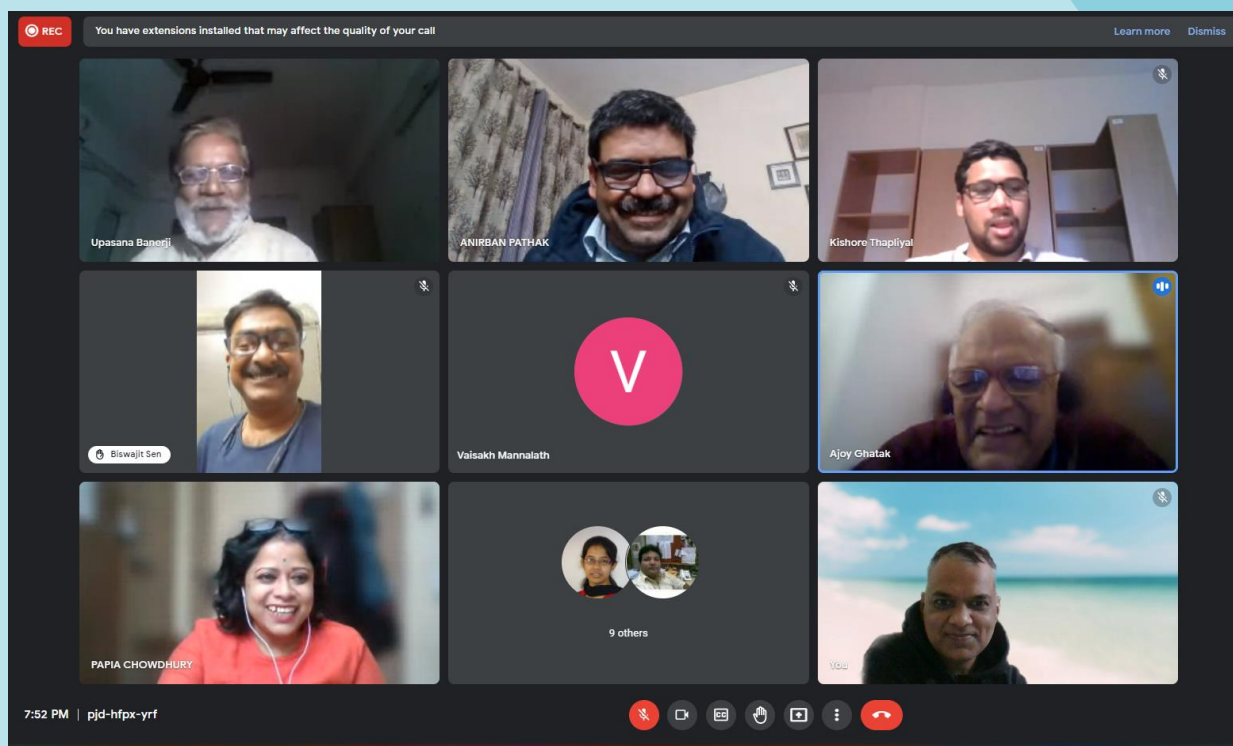 REC
You have extensions installed that may affect the quality of your call
Learn more
Dismiss
Upasana Banerji
ANIRBAN PATHAK
Kishore Thapliyal
Biswajit Sen
V
Vaisakh Mannalath
Ajoy Ghatak
PAPIA CHOWDHURY
9 others
You
7:52 PM | pjd-hfpx-yrf
CC